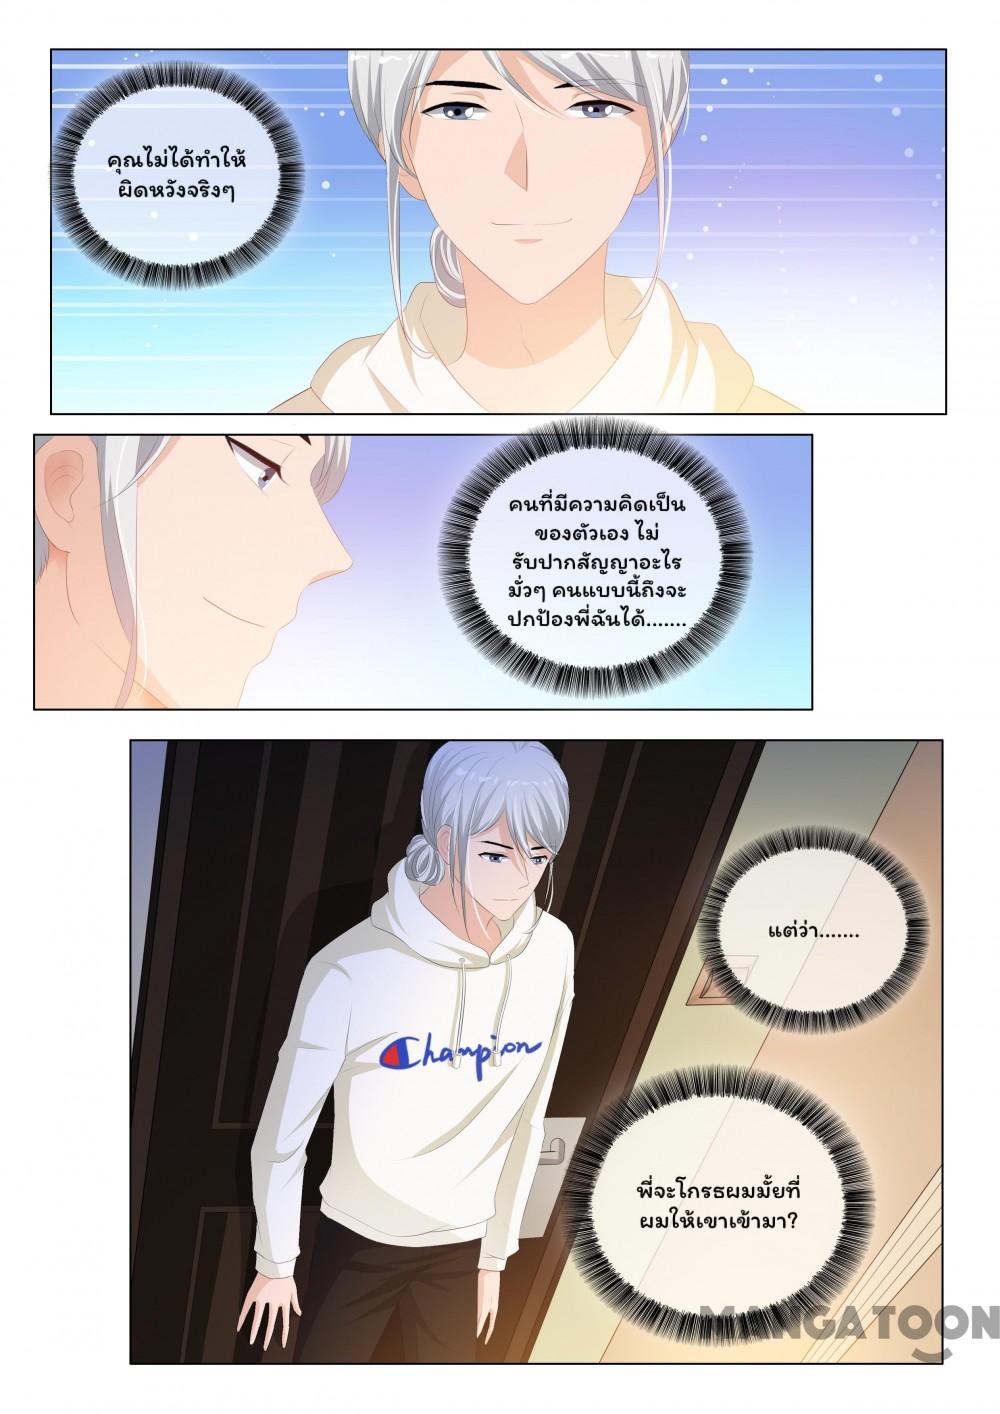 คุณไม่ได้ทำให้
ผิดหวังจริงๆ
คนที่มีความคิดเป็น
ของตัวเอง ไม่
รับปากสัญญาอะไร
มั่วๆ คนแบบนี้ถึงจะ
ปกป้องพี่ฉันได้.......
แต่ว่า.......
Champion
พี่จะโกรธผมมั้ยที่
ผมให้เขาเข้ามา?
MANGATOON